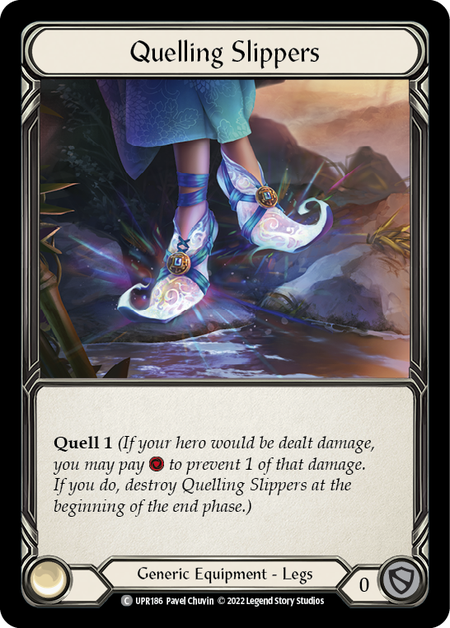 Quelling Slippers
Quell 1 (If your hero would be dealt damage,
you may pay to prevent 1 of that damage.
If you do, destroy Quelling Slippers at the
beginning of the end phase.)
Generic Equipment - Legs
0
C UPR186 Pavel Chuvin © 2022 Legend Story Studios